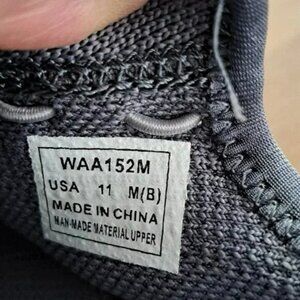 WAA152M
USA 11 M(B)
MADE IN CHINA
MAN-MADE MATERIAL UPPER